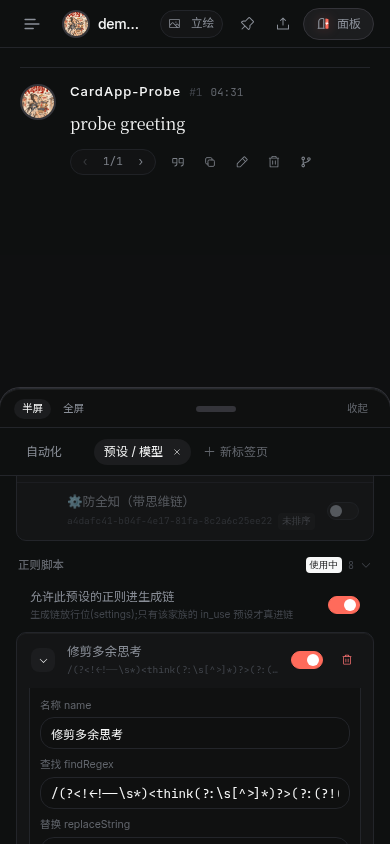 dem...
立绘
面板
CardApp-Probe #1 04:31
probe greeting
‹ 1/1 ›
半屏
全屏
收起
自动化
预设 / 模型 ×
+ 新标签页
防全知（带思维链）
a4dafc41-b04f-4e17-81fa-8c2a6c25ee22 未排序
正则脚本
使用中 8
允许此预设的正则进生成链
生成链放行位(settings);只有该家族的 in_use 预设才真进链
修剪多余思考
/(?<!<!--\s*)<think(?:\s[^>]*)?>(?:(…
名称 name
修剪多余思考
查找 findRegex
/(?<!<!--\s*)<think(?:\s[^>]*)?>(?:(?!(
替换 replaceString